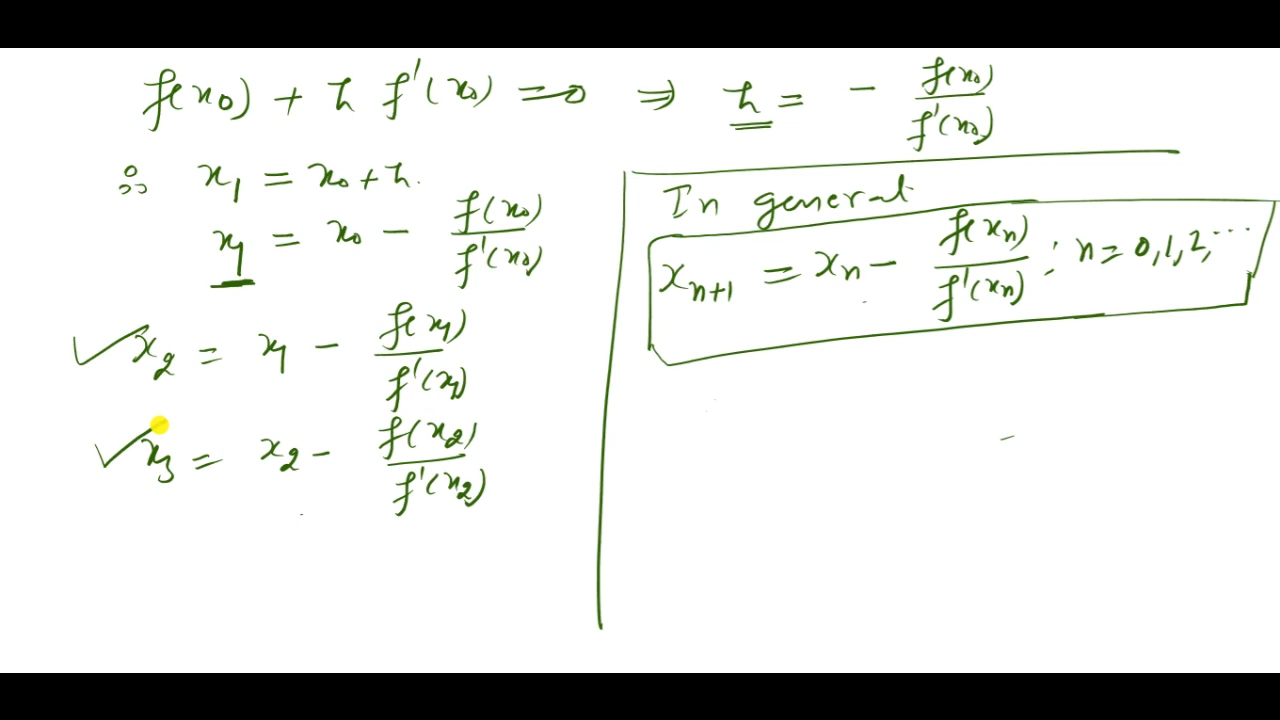 f(x₀) + h f'(x₀) = 0 ⇒ h = - f(x₀)/f'(x₀)
∴ x₁ = x₀ + h.
x₁ = x₀ - f(x₀)/f'(x₀)
✓ x₂ = x₁ - f(x₁)/f'(x₁)
✓ x₃ = x₂ - f(x₂)/f'(x₂)
In general
xₙ₊₁ = xₙ - f(xₙ)/f'(xₙ) ; n = 0, 1, 2, ...